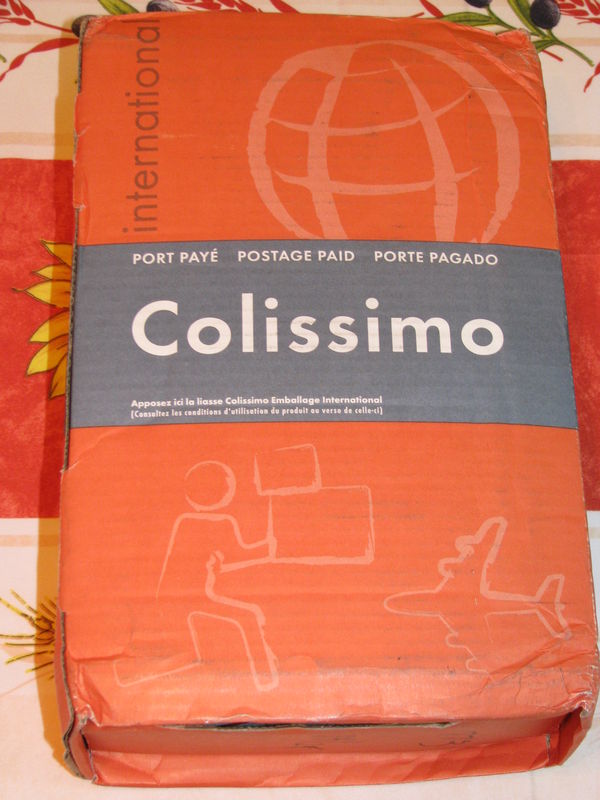 international
PORT PAYÉ POSTAGE PAID PORTE PAGADO
Colissimo
Apposez ici la liasse Colissimo Emballage International
(Consultez les conditions d'utilisation du produit au verso de celle-ci)